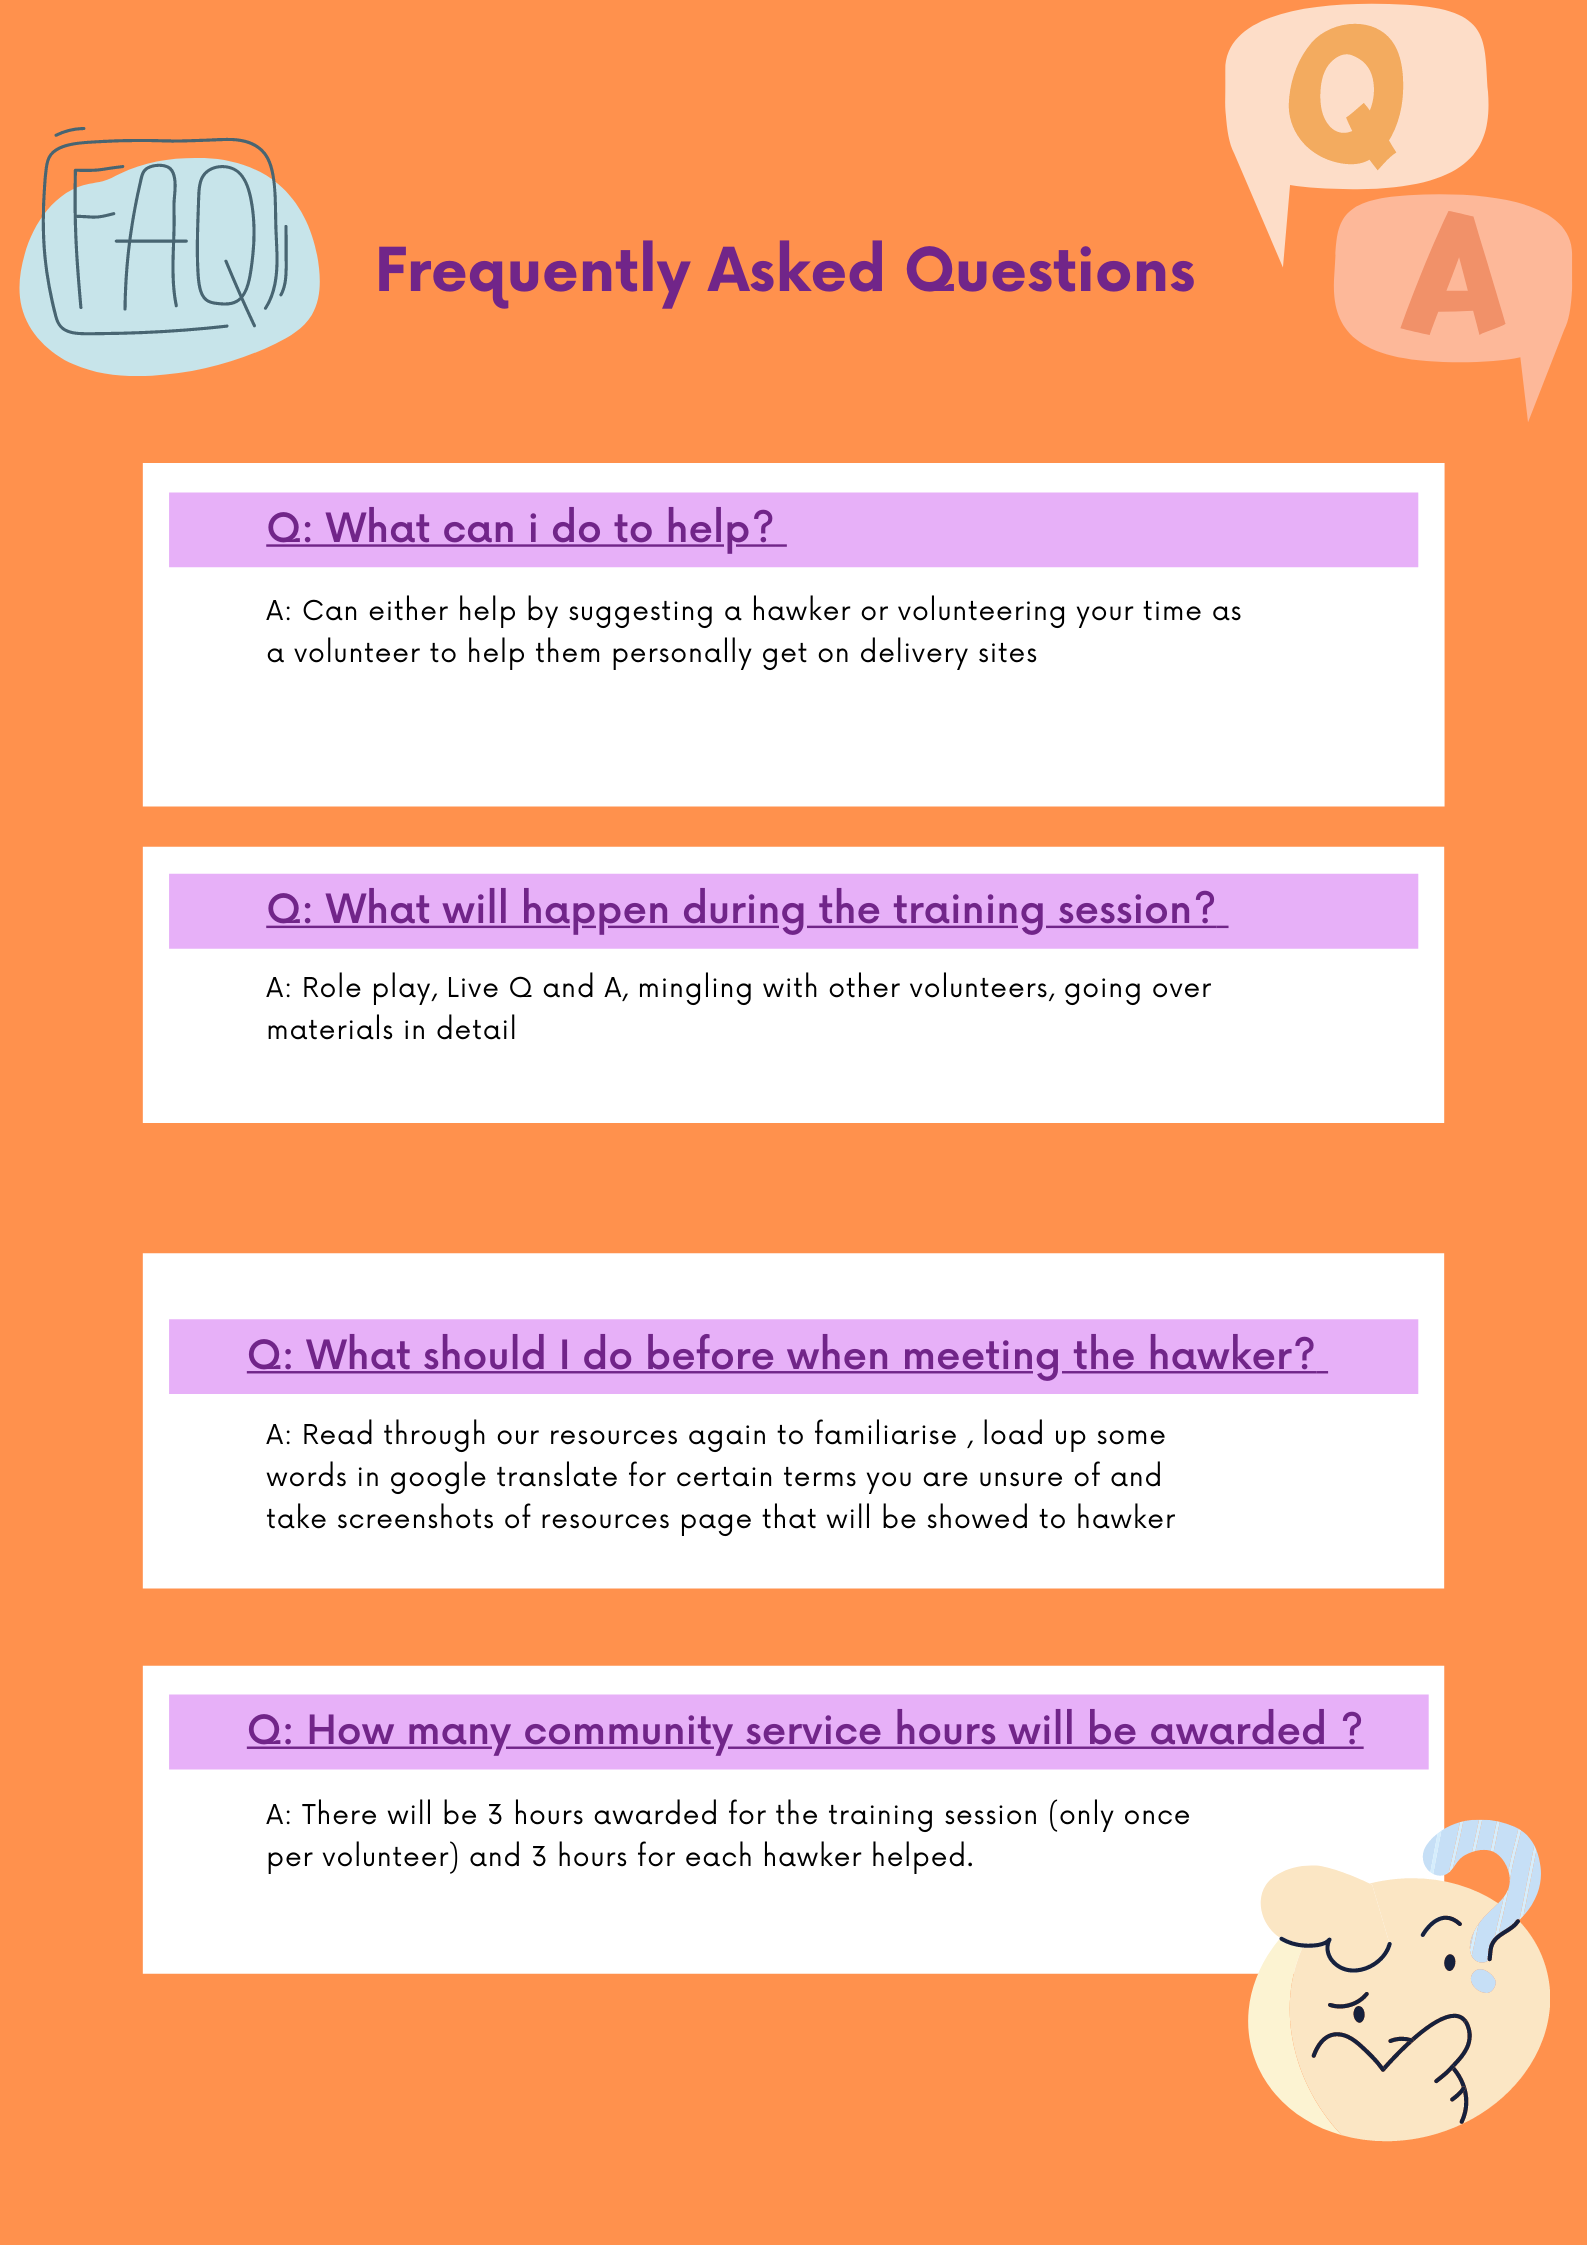 FAQ
Q
A
Frequently Asked Questions
Q: What can i do to help?
A: Can either help by suggesting a hawker or volunteering your time as
a volunteer to help them personally get on delivery sites
Q: What will happen during the training session?
A: Role play, Live Q and A, mingling with other volunteers, going over
materials in detail
Q: What should I do before when meeting the hawker?
A: Read through our resources again to familiarise , load up some
words in google translate for certain terms you are unsure of and
take screenshots of resources page that will be showed to hawker
Q: How many community service hours will be awarded ?
A: There will be 3 hours awarded for the training session (only once
per volunteer) and 3 hours for each hawker helped.
?